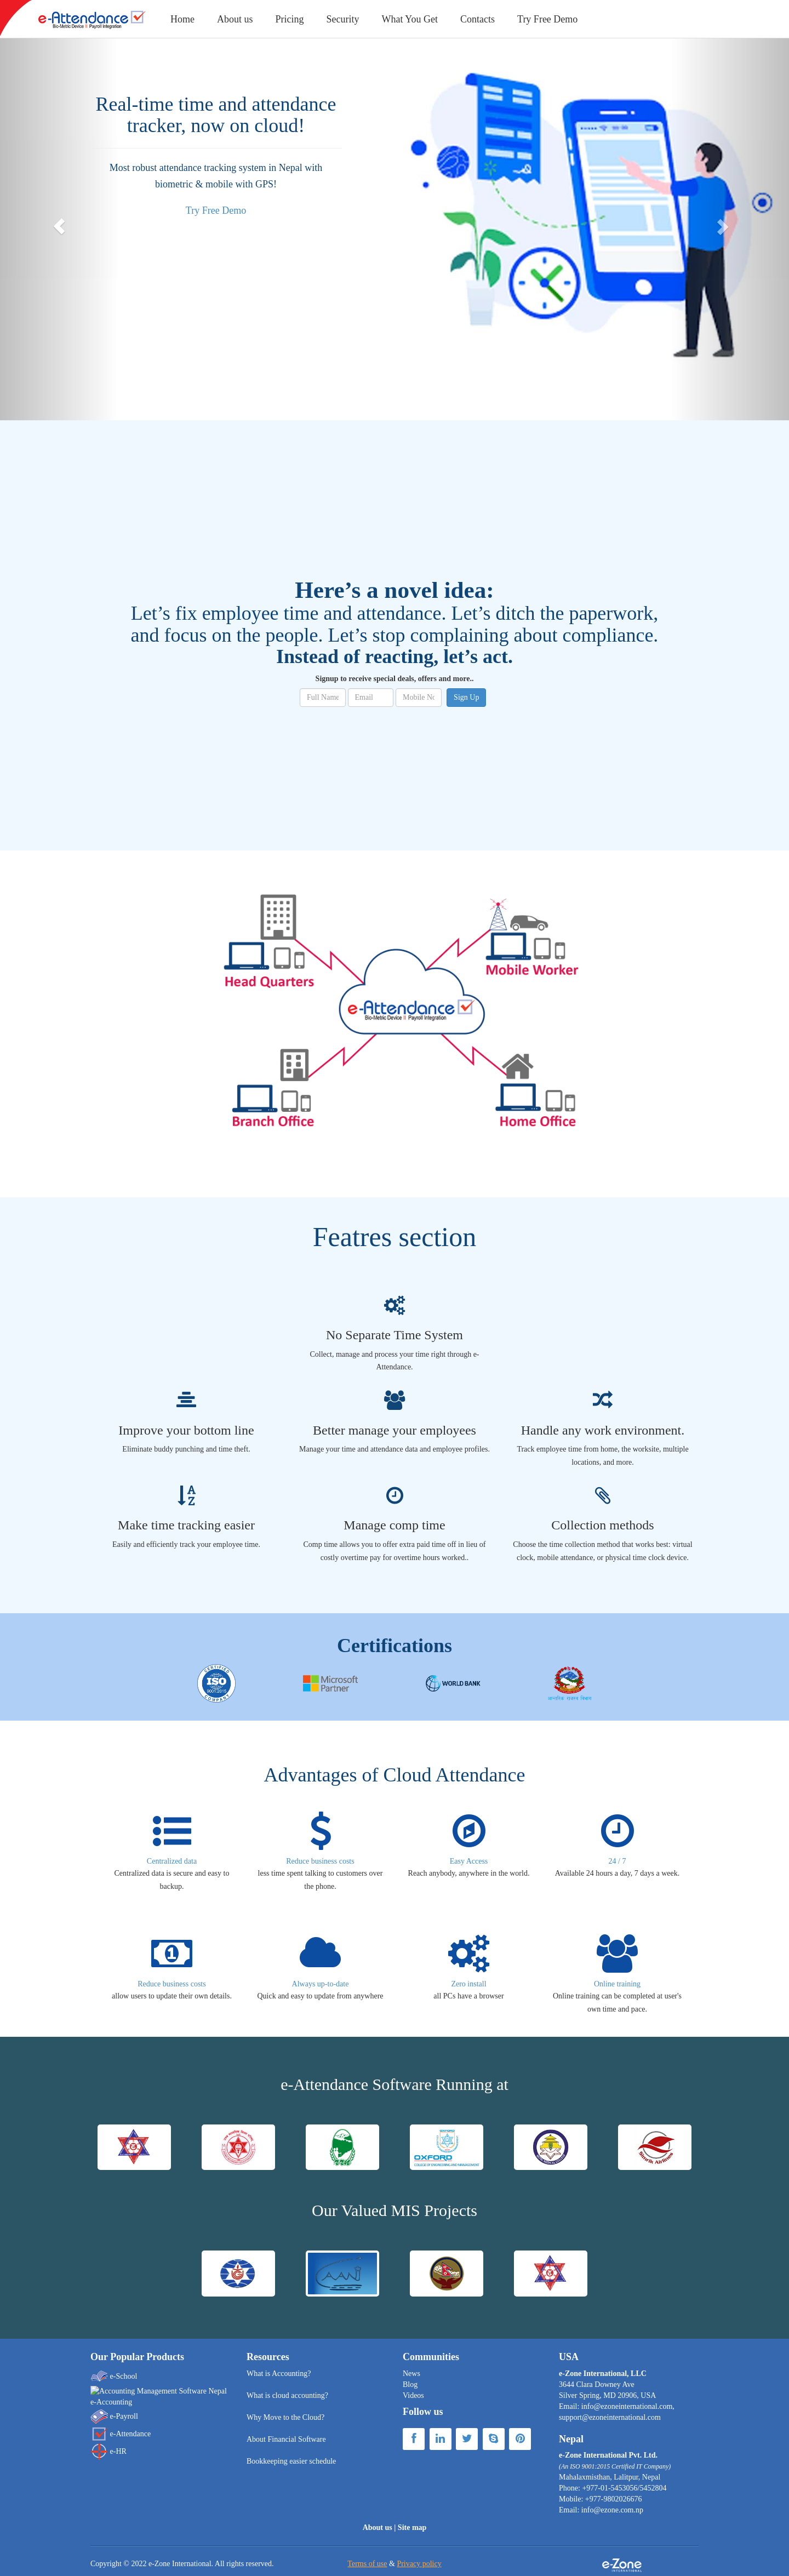 e-Attendance
Bio-Metric Device & Payroll Integration
Home
About us
Pricing
Security
What You Get
Contacts
Try Free Demo
Real-time time and attendance
tracker, now on cloud!
Most robust attendance tracking system in Nepal with
biometric & mobile with GPS!
Try Free Demo
Here’s a novel idea:
Let’s fix employee time and attendance. Let’s ditch the paperwork,
and focus on the people. Let’s stop complaining about compliance.
Instead of reacting, let’s act.
Signup to receive special deals, offers and more..
Full Name
Email
Mobile No
Sign Up
Head Quarters
Mobile Worker
e-Attendance
Bio-Metric Device & Payroll Integration
Branch Office
Home Office
Featres section
No Separate Time System
Collect, manage and process your time right through e-
Attendance.
Improve your bottom line
Eliminate buddy punching and time theft.
Better manage your employees
Manage your time and attendance data and employee profiles.
Handle any work environment.
Track employee time from home, the worksite, multiple
locations, and more.
Make time tracking easier
Easily and efficiently track your employee time.
Manage comp time
Comp time allows you to offer extra paid time off in lieu of
costly overtime pay for overtime hours worked..
Collection methods
Choose the time collection method that works best: virtual
clock, mobile attendance, or physical time clock device.
Certifications
CERTIFIED
ISO
COMPANY
Microsoft
Partner
WORLD BANK
Advantages of Cloud Attendance
Centralized data
Centralized data is secure and easy to
backup.
Reduce business costs
less time spent talking to customers over
the phone.
Easy Access
Reach anybody, anywhere in the world.
24 / 7
Available 24 hours a day, 7 days a week.
Reduce business costs
allow users to update their own details.
Always up-to-date
Quick and easy to update from anywhere
Zero install
all PCs have a browser
Online training
Online training can be completed at user's
own time and pace.
e-Attendance Software Running at
OXFORD
Our Valued MIS Projects
Our Popular Products
e-School
Accounting Management Software Nepal
e-Accounting
e-Payroll
e-Attendance
e-HR
Resources
What is Accounting?
What is cloud accounting?
Why Move to the Cloud?
About Financial Software
Bookkeeping easier schedule
Communities
News
Blog
Videos
Follow us
USA
e-Zone International, LLC
3644 Clara Downey Ave
Silver Spring, MD 20906, USA
Email: info@ezoneinternational.com,
support@ezoneinternational.com
Nepal
e-Zone International Pvt. Ltd.
(An ISO 9001:2015 Certified IT Company)
Mahalaxmisthan, Lalitpur, Nepal
Phone: +977-01-5453056/5452804
Mobile: +977-9802026676
Email: info@ezone.com.np
About us | Site map
Copyright © 2022 e-Zone International. All rights reserved.
Terms of use & Privacy policy
e-Zone
INTERNATIONAL